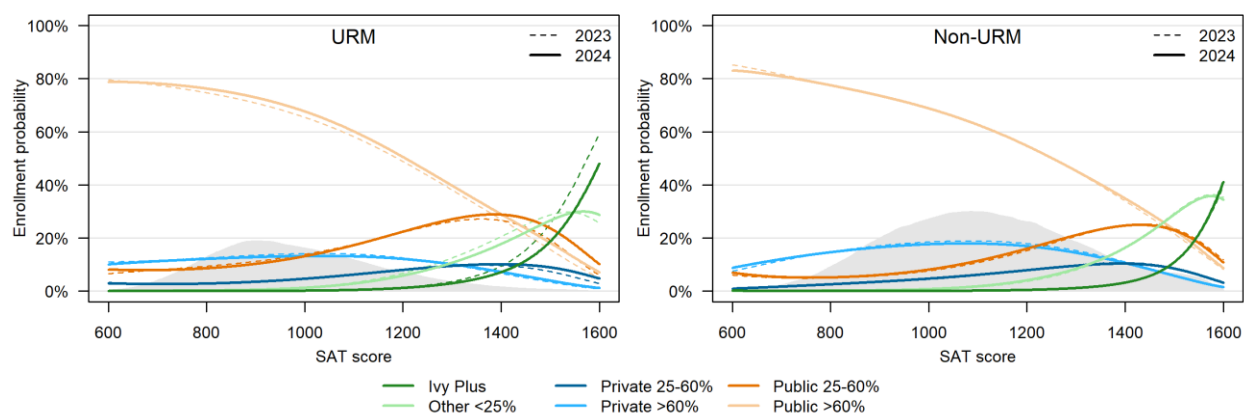 URM
2023
2024
Enrollment probability
100%
80%
60%
40%
20%
0%
600 800 1000 1200 1400 1600
SAT score
Non-URM
2023
2024
Enrollment probability
100%
80%
60%
40%
20%
0%
600 800 1000 1200 1400 1600
SAT score
Ivy Plus Private 25-60% Public 25-60%
Other <25% Private >60% Public >60%